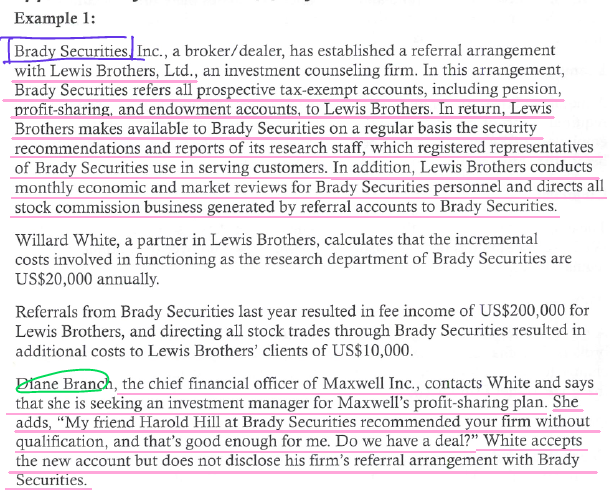 Example 1:
Brady Securities, Inc., a broker/dealer, has established a referral arrangement
with Lewis Brothers, Ltd., an investment counseling firm. In this arrangement,
Brady Securities refers all prospective tax-exempt accounts, including pension,
profit-sharing, and endowment accounts, to Lewis Brothers. In return, Lewis
Brothers makes available to Brady Securities on a regular basis the security
recommendations and reports of its research staff, which registered representatives
of Brady Securities use in serving customers. In addition, Lewis Brothers conducts
monthly economic and market reviews for Brady Securities personnel and directs all
stock commission business generated by referral accounts to Brady Securities.
Willard White, a partner in Lewis Brothers, calculates that the incremental
costs involved in functioning as the research department of Brady Securities are
US$20,000 annually.
Referrals from Brady Securities last year resulted in fee income of US$200,000 for
Lewis Brothers, and directing all stock trades through Brady Securities resulted in
additional costs to Lewis Brothers' clients of US$10,000.
Diane Branch, the chief financial officer of Maxwell Inc., contacts White and says
that she is seeking an investment manager for Maxwell's profit-sharing plan. She
adds, "My friend Harold Hill at Brady Securities recommended your firm without
qualification, and that's good enough for me. Do we have a deal?" White accepts
the new account but does not disclose his firm's referral arrangement with Brady
Securities.